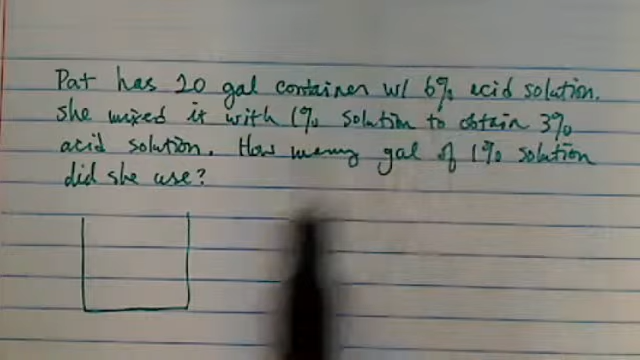 Pat has 20 gal container w/ 6% acid solution.
She mixed it with 1% solution to obtain 3%
acid solution. How many gal of 1% solution
did she use?